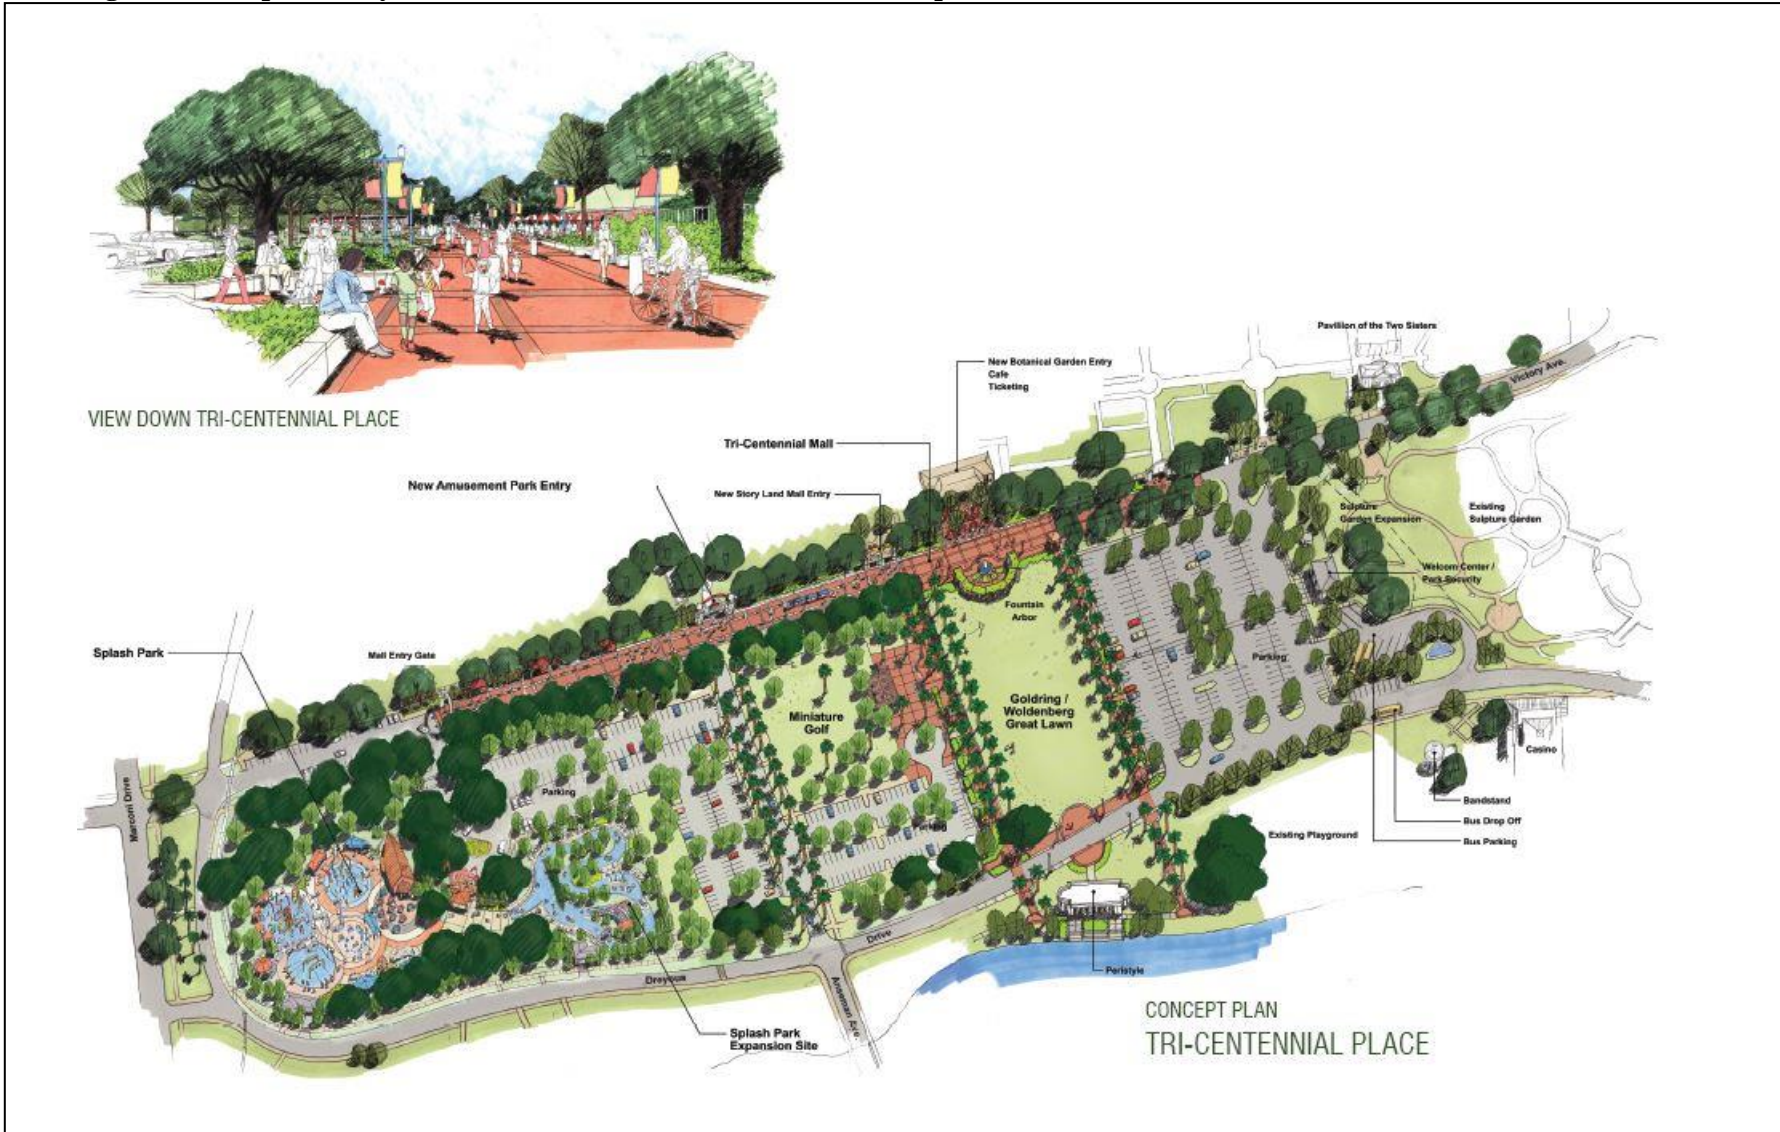 VIEW DOWN TRI-CENTENNIAL PLACE
Pavilion of the Two Sisters
Victory Ave.
New Botanical Garden Entry
Cafe
Ticketing
Tri-Centennial Mall
New Amusement Park Entry
New Story Land Mall Entry
Sulpture
Garden Expansion
Existing
Sulpture Garden
Welcom Center /
Park Security
Fountain
Arbor
Splash Park
Mall Entry Gate
Parking
Goldring /
Woldenberg
Great Lawn
Miniature
Golf
Casino
Marconi Drive
Parking
Bandstand
Bus Drop Off
Parking
Existing Playground
Bus Parking
Drive
Dreyous
Peristyle
Anseman Ave.
Splash Park
Expansion Site
CONCEPT PLAN
TRI-CENTENNIAL PLACE